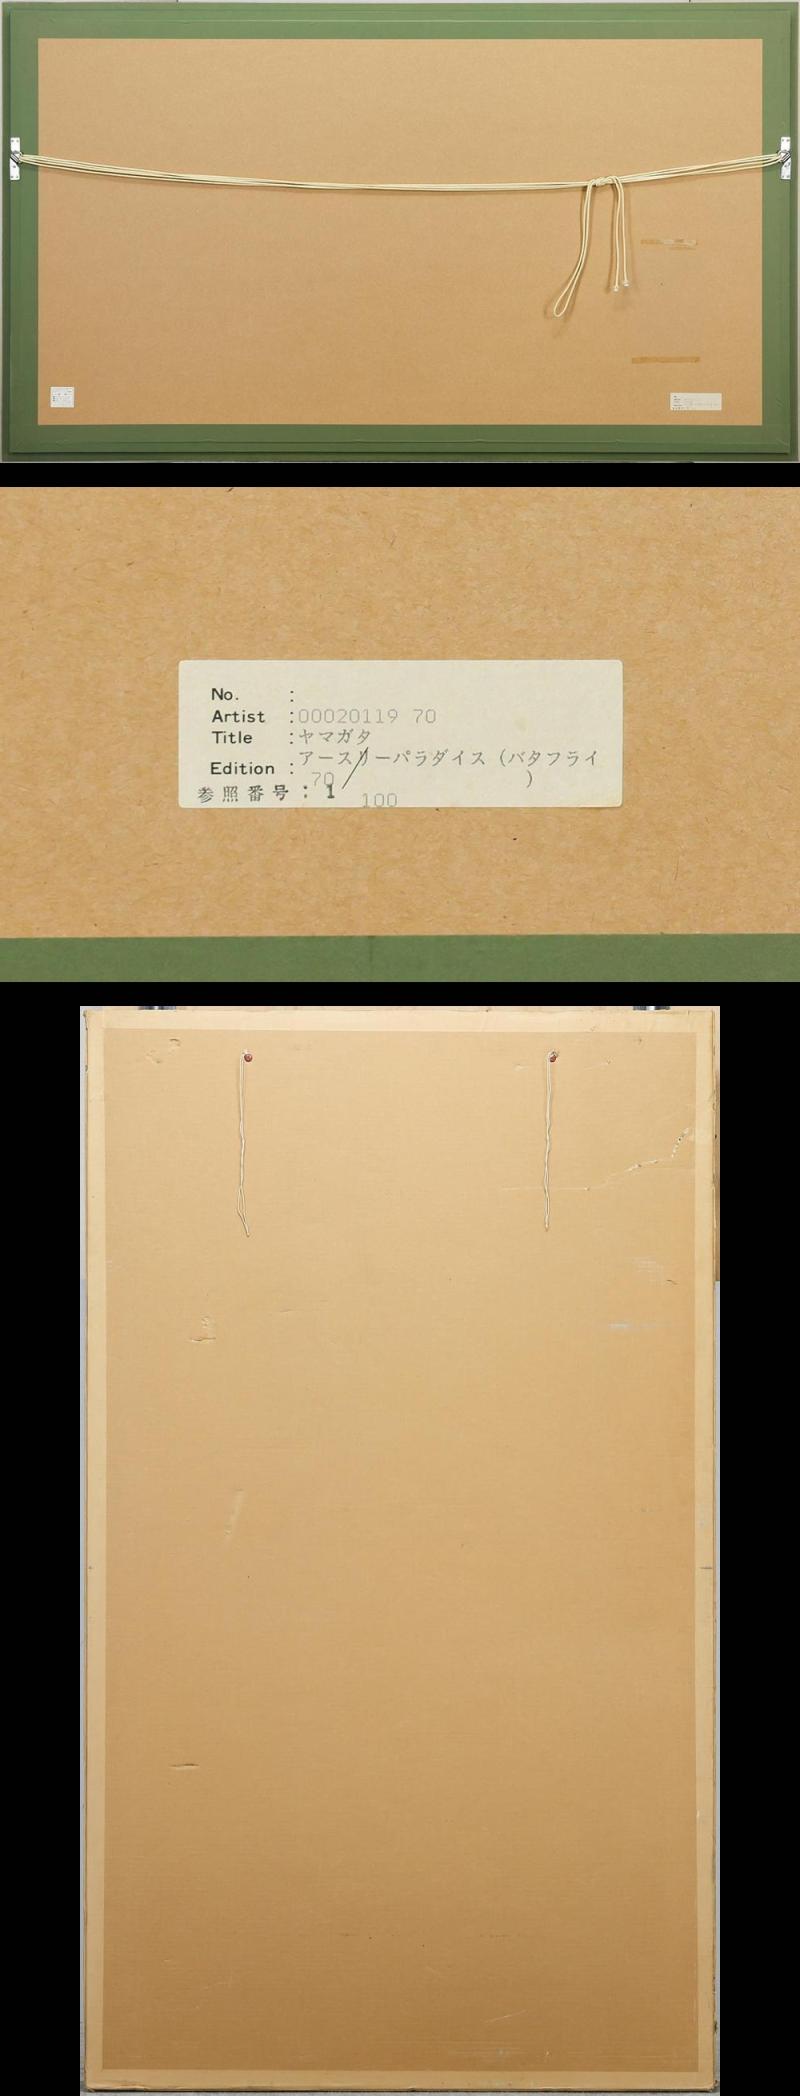 No. :
Artist :00020119 70
Title :ヤマガタ
Edition : アースリーパラダイス (バタフライ
70 / )
参照番号 : 1
100